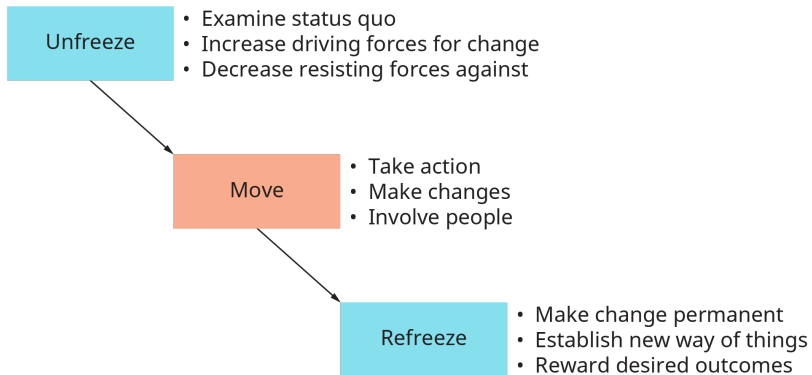 Unfreeze
• Examine status quo
• Increase driving forces for change
• Decrease resisting forces against
Move
• Take action
• Make changes
• Involve people
Refreeze
• Make change permanent
• Establish new way of things
• Reward desired outcomes